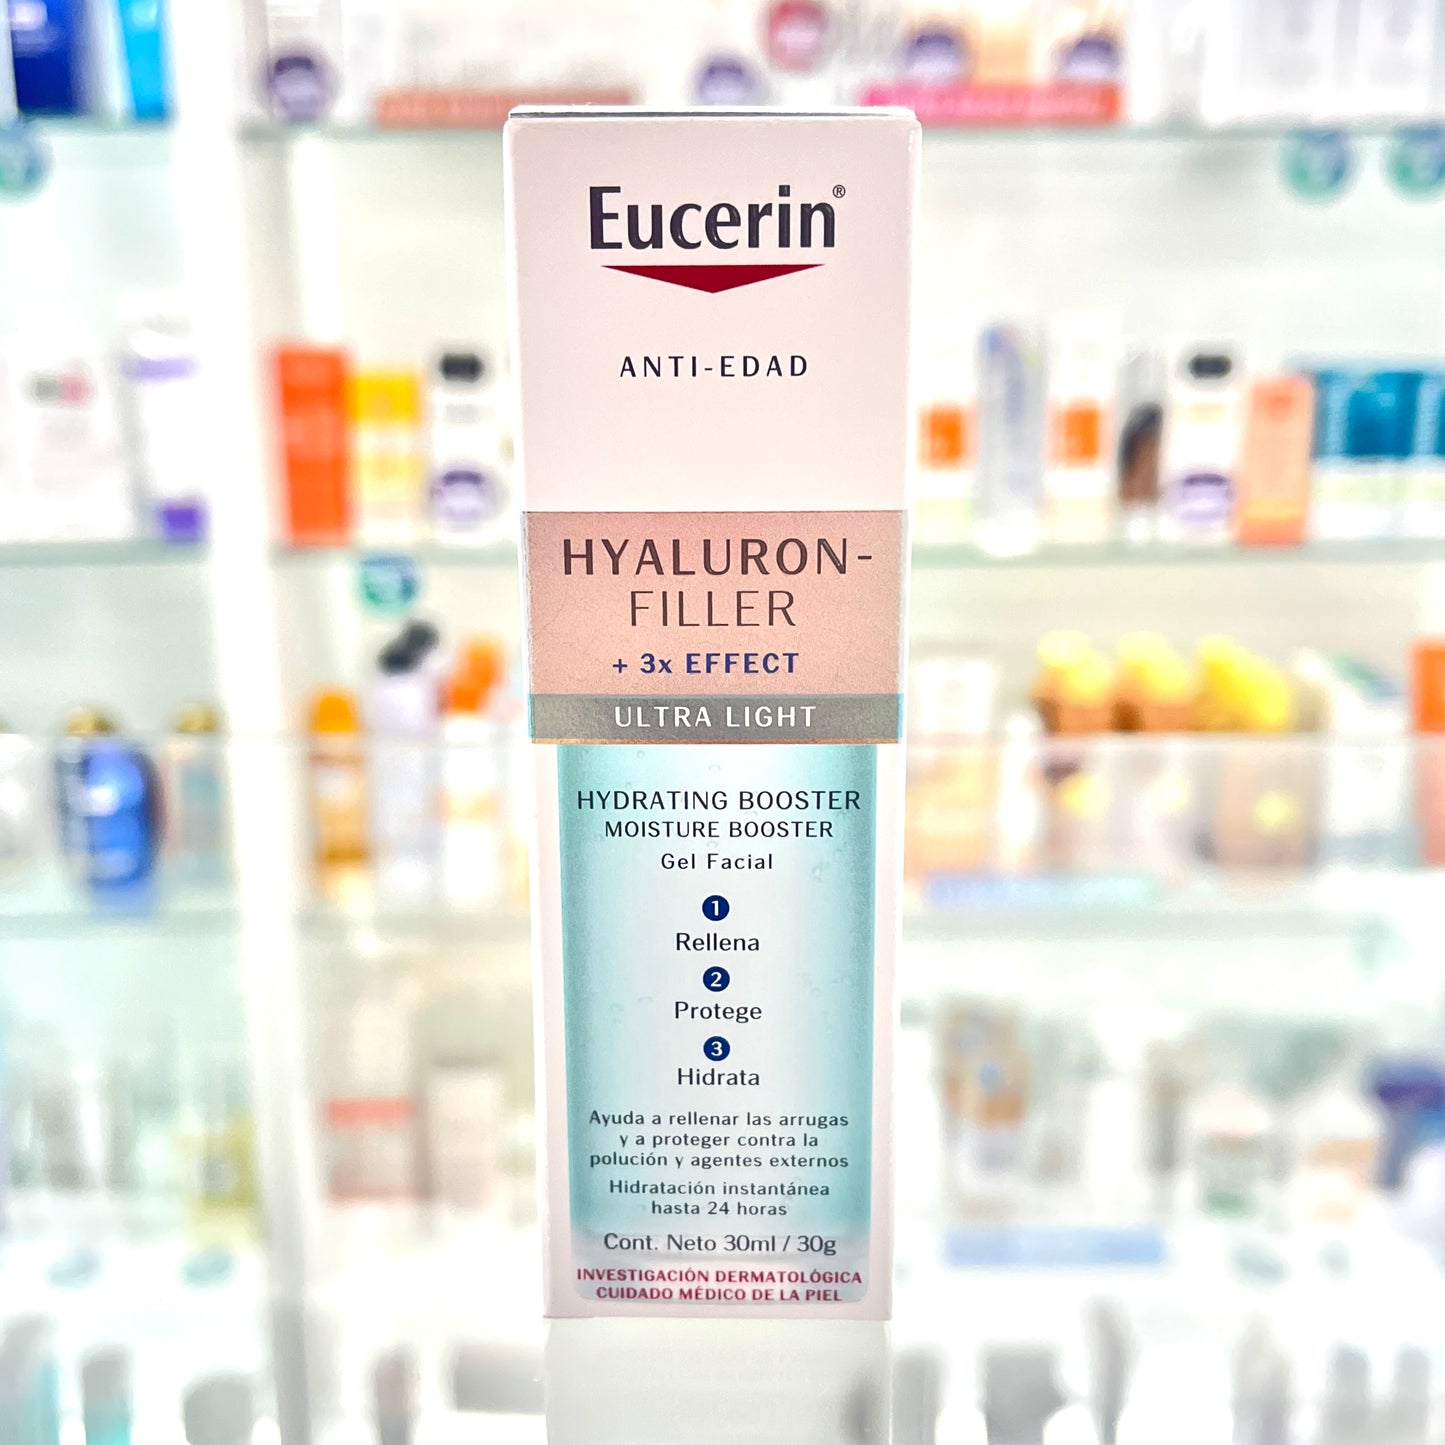 Eucerin®
ANTI-EDAD
HYALURON-
FILLER
+ 3x EFFECT
ULTRA LIGHT
HYDRATING BOOSTER
MOISTURE BOOSTER
Gel Facial
1
Rellena
2
Protege
3
Hidrata
Ayuda a rellenar las arrugas
y a proteger contra la
polución y agentes externos
Hidratación instantánea
hasta 24 horas
Cont. Neto 30ml / 30g
INVESTIGACIÓN DERMATOLÓGICA
CUIDADO MÉDICO DE LA PIEL